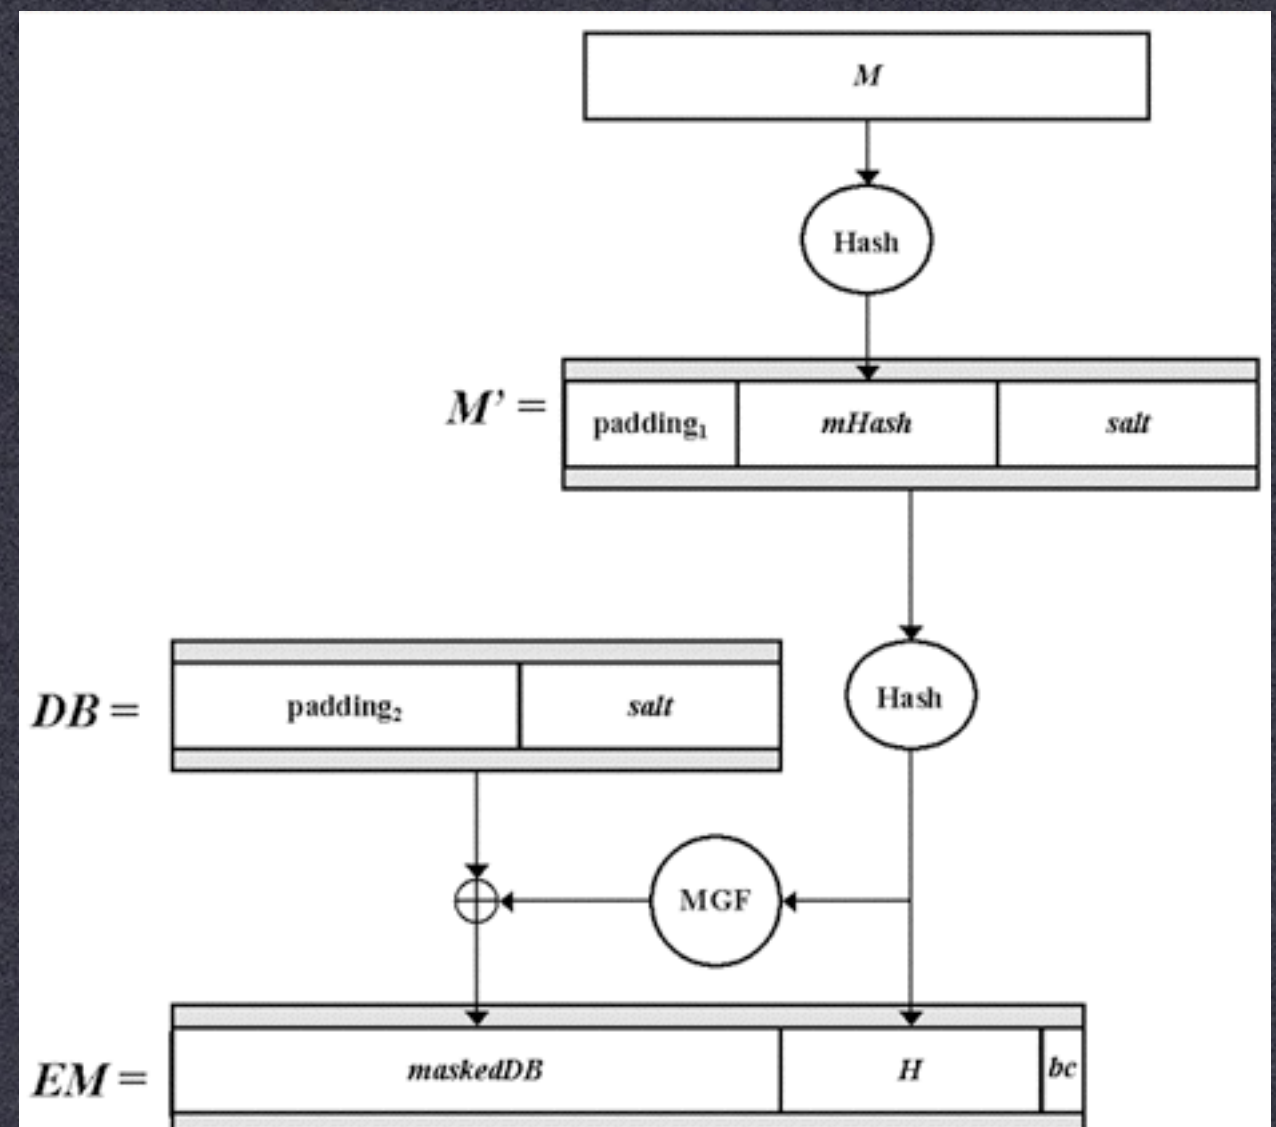 M
Hash
M’ =
padding₁ mHash salt
DB =
padding₂ salt
Hash
MGF
EM =
maskedDB H bc